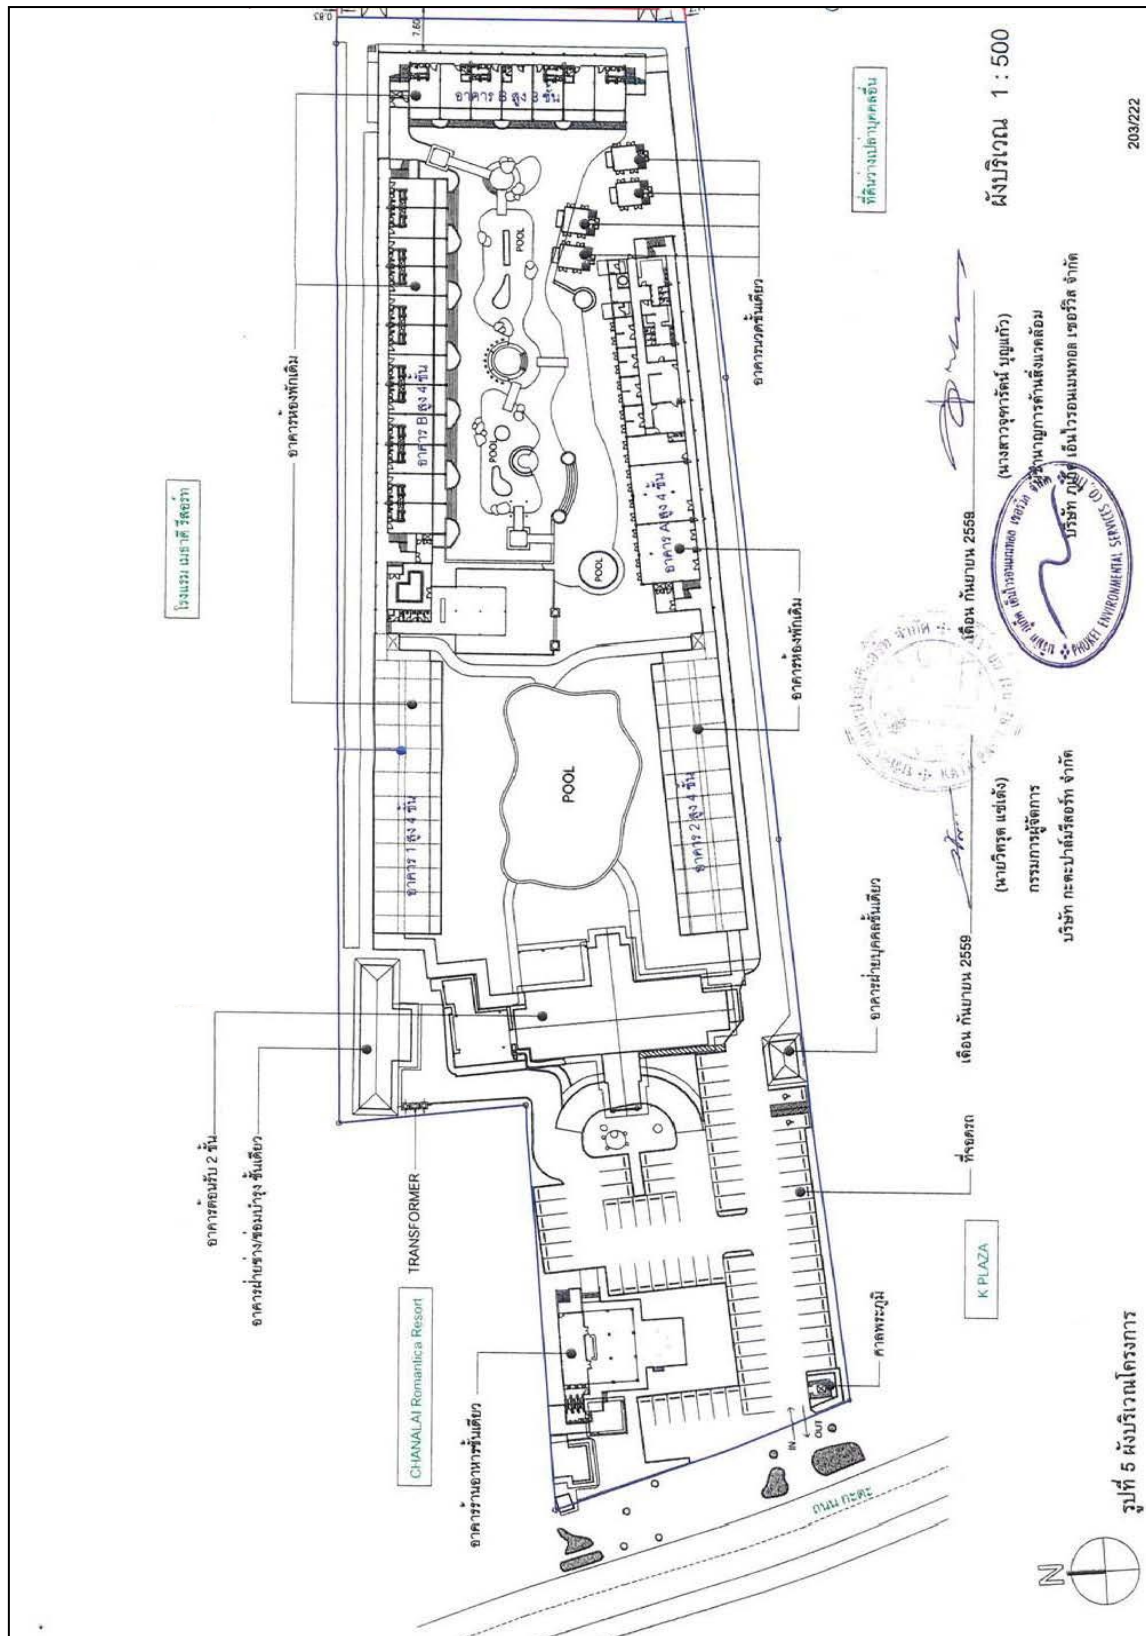 0.83
7.60
อาคารห้องพักเดิม
โรงแรม เมธาดี รีสอร์ท
อาคาร B สูง 3 ชั้น
อาคาร B สูง 4 ชั้น
POOL
POOL
POOL
อาคาร A สูง 4 ชั้น
อาคารนวดชั้นเดียว
ที่ดินว่างเปล่าบุคคลอื่น
อาคารห้องพักเดิม
อาคาร 1 สูง 4 ชั้น
POOL
อาคาร 2 สูง 4 ชั้น
อาคารต้อนรับ 2 ชั้น
อาคารฝ่ายช่าง/ซ่อมบำรุง ชั้นเดียว
TRANSFORMER
CHANALAI Romantica Resort
อาคารร้านอาหารชั้นเดียว
อาคารฝ่ายบุคคลชั้นเดียว
ที่จอดรถ
K PLAZA
ศาลพระภูมิ
IN
OUT
ถนน กะตะ
เดือน กันยายน 2559
(นายวิศรุต แซ่เต้ง)
กรรมการผู้จัดการ
บริษัท กะตะปาล์มรีสอร์ท จำกัด
เดือน กันยายน 2559
(นางสาวจุฑารัตน์ บุญแก้ว)
ผู้ชำนาญการด้านสิ่งแวดล้อม
บริษัท ภูเก็ต เอ็นไวรอนเมนทอล เซอร์วิส จำกัด
PHUKET ENVIRONMENTAL SERVICES CO., LTD.
ผังบริเวณ 1 : 500
203/222
N
รูปที่ 5 ผังบริเวณโครงการ